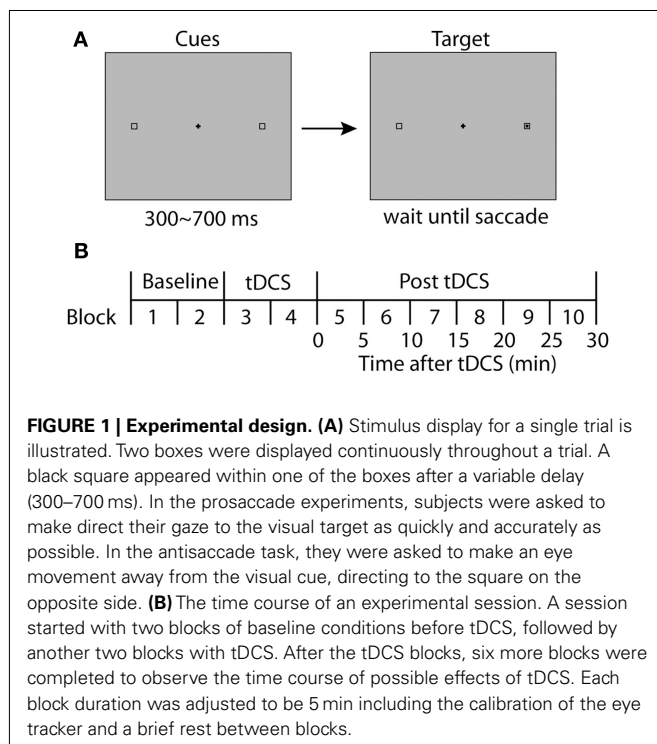 A
Cues
Target
300~700 ms
wait until saccade
B
Baseline tDCS Post tDCS
Block 1 2 3 4 5 6 7 8 9 10
0 5 10 15 20 25 30
Time after tDCS (min)
FIGURE 1 | Experimental design. (A) Stimulus display for a single trial is
illustrated. Two boxes were displayed continuously throughout a trial. A
black square appeared within one of the boxes after a variable delay
(300–700 ms). In the prosaccade experiments, subjects were asked to
make direct their gaze to the visual target as quickly and accurately as
possible. In the antisaccade task, they were asked to make an eye
movement away from the visual cue, directing to the square on the
opposite side. (B) The time course of an experimental session. A session
started with two blocks of baseline conditions before tDCS, followed by
another two blocks with tDCS. After the tDCS blocks, six more blocks were
completed to observe the time course of possible effects of tDCS. Each
block duration was adjusted to be 5 min including the calibration of the eye
tracker and a brief rest between blocks.